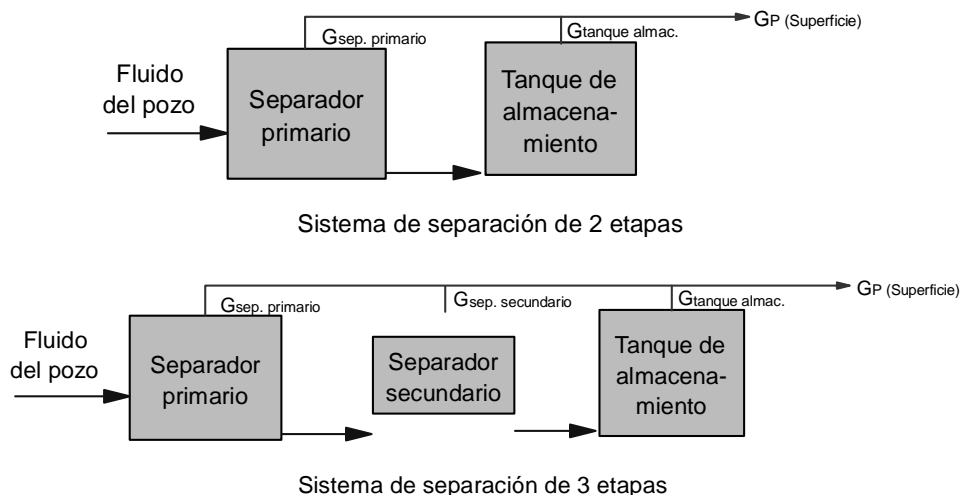 GP (Superficie)
Gsep. primario
Gtanque almac.
Fluido
del pozo
Separador
primario
Tanque de
almacena-
miento
Sistema de separación de 2 etapas
GP (Superficie)
Gsep. primario
Gsep. secundario
Gtanque almac.
Fluido
del pozo
Separador
primario
Separador
secundario
Tanque de
almacena-
miento
Sistema de separación de 3 etapas